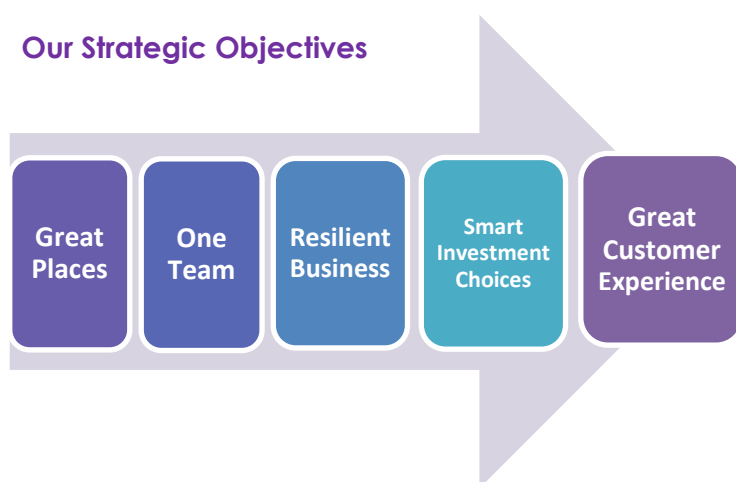 Our Strategic Objectives
Great
Places
One
Team
Resilient
Business
Smart
Investment
Choices
Great
Customer
Experience